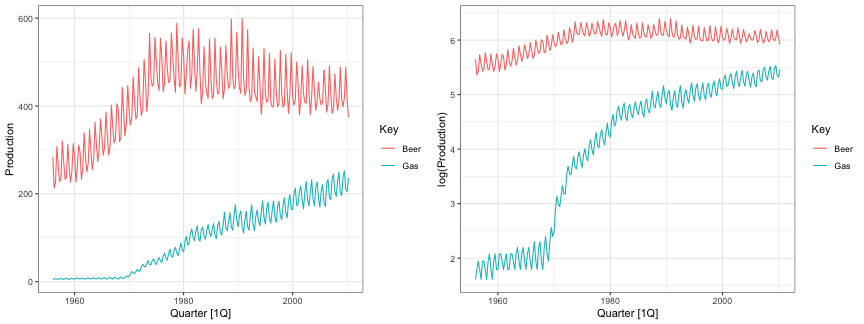 600
400
200
0
Production
1960
1980
2000
Quarter [1Q]
Key
Beer
Gas
6
5
4
3
2
log(Production)
1960
1980
2000
Quarter [1Q]
Key
Beer
Gas